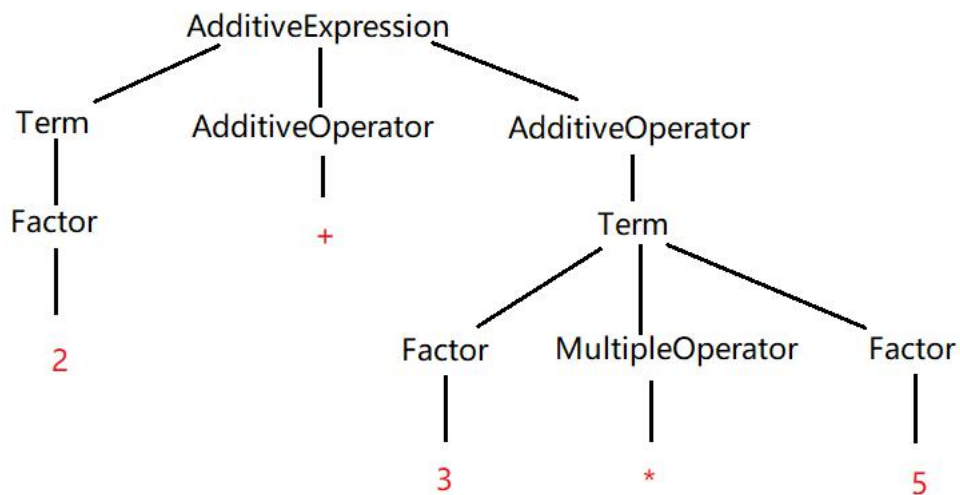 AdditiveExpression
Term AdditiveOperator AdditiveOperator
Factor + Term
2 Factor MultipleOperator Factor
3 * 5